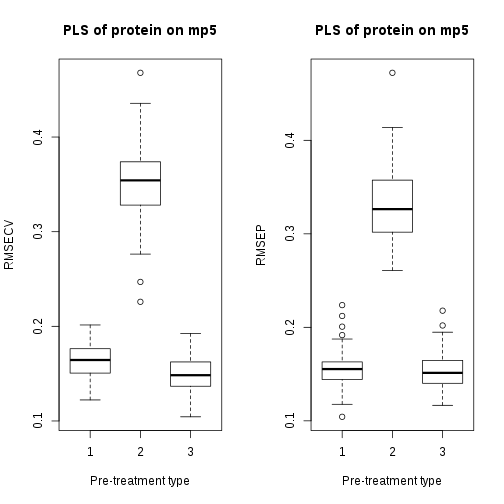 PLS of protein on mp5
RMSECV
0.4
0.3
0.2
0.1
1 2 3
Pre-treatment type
PLS of protein on mp5
RMSEP
0.4
0.3
0.2
0.1
1 2 3
Pre-treatment type